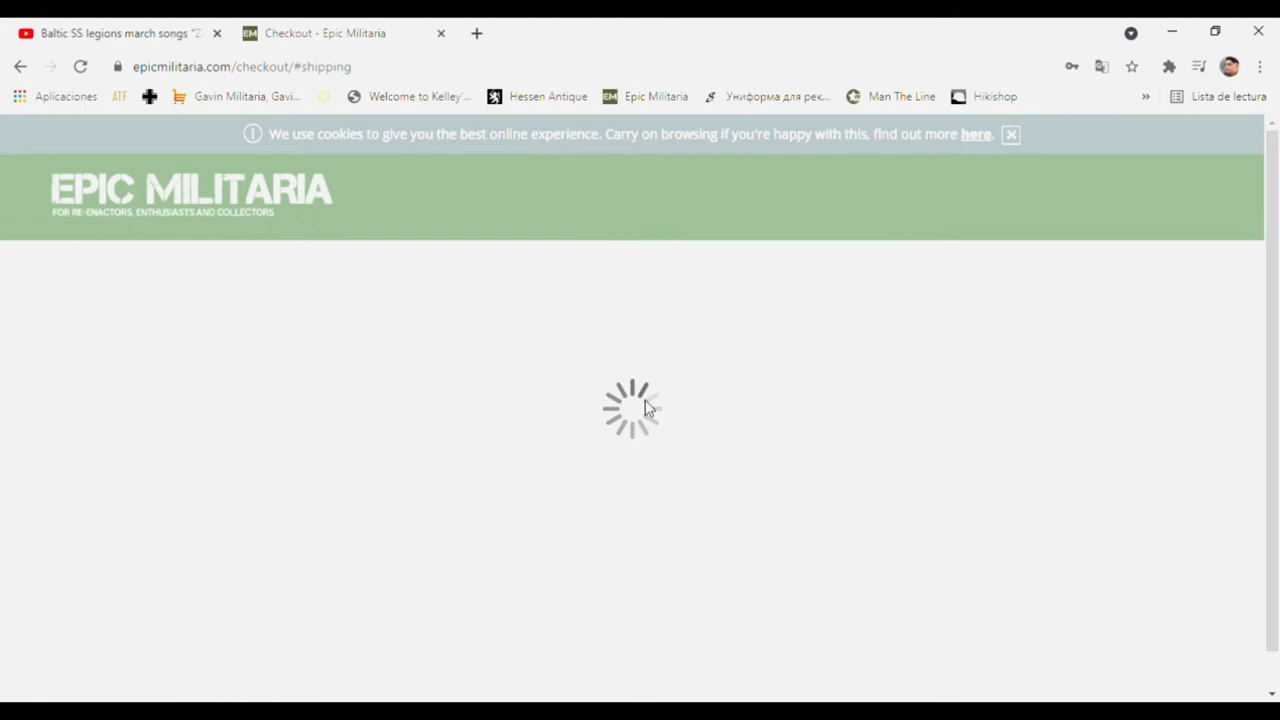 Baltic SS legions march songs "Z
Checkout - Epic Militaria
epicmilitaria.com/checkout/#shipping
Aplicaciones ATF Gavin Militaria, Gavi... Welcome to Kelley'... Hessen Antique EM Epic Militaria Униформа для рек... Man The Line Hikishop » Lista de lectura
We use cookies to give you the best online experience. Carry on browsing if you're happy with this, find out more here.
EPIC MILITARIA
FOR RE-ENACTORS, ENTHUSIASTS AND COLLECTORS